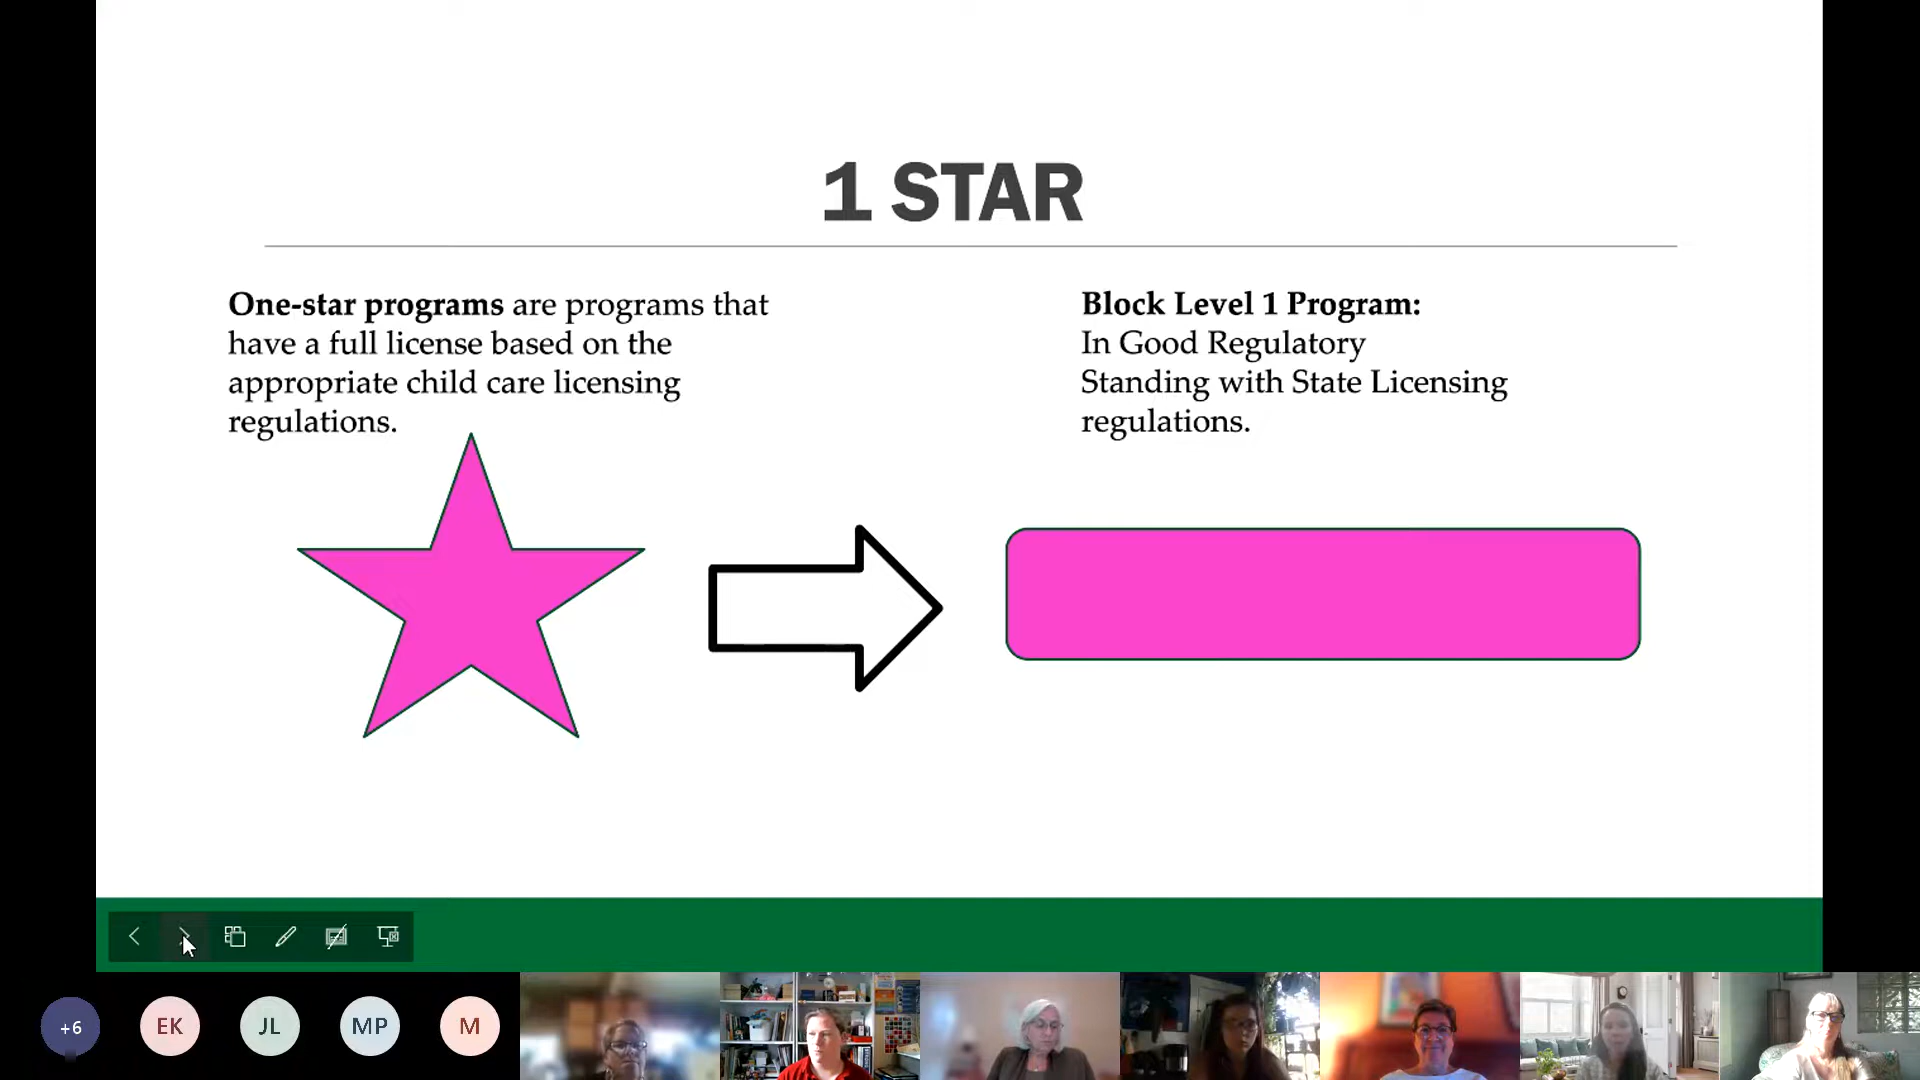 1 STAR
One-star programs are programs that
have a full license based on the
appropriate child care licensing
regulations.
Block Level 1 Program:
In Good Regulatory
Standing with State Licensing
regulations.
+6
EK
JL
MP
M